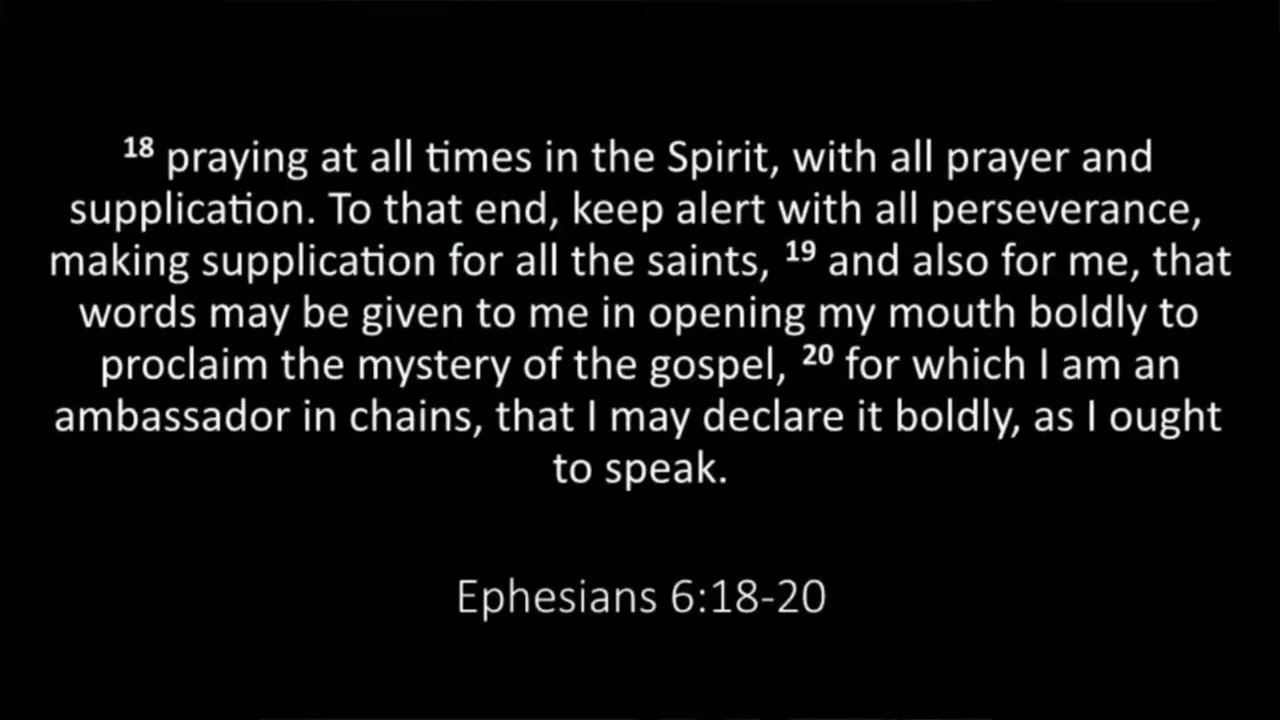 18 praying at all times in the Spirit, with all prayer and
supplication. To that end, keep alert with all perseverance,
making supplication for all the saints, 19 and also for me, that
words may be given to me in opening my mouth boldly to
proclaim the mystery of the gospel, 20 for which I am an
ambassador in chains, that I may declare it boldly, as I ought
to speak.
Ephesians 6:18-20